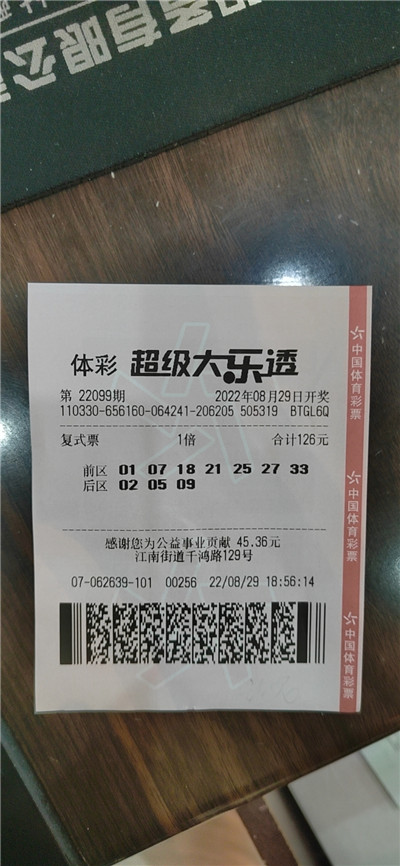 职务有限公
体彩 超级大乐透
第 22099期 2022年08月29日开奖
110330-656160-064241-206205 505319 BTGL6Q
复式票 1倍 合计126元
前区 01 07 18 21 25 27 33
后区 02 05 09
感谢您为公益事业贡献 45.36元
江南街道千鸿路129号
07-062639-101 00256 22/08/29 18:56:14
中国体育彩票
中国体育彩票
中国体育彩票